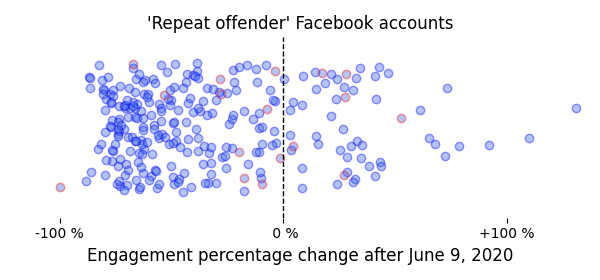 'Repeat offender' Facebook accounts
-100 % 0 % +100 %
Engagement percentage change after June 9, 2020